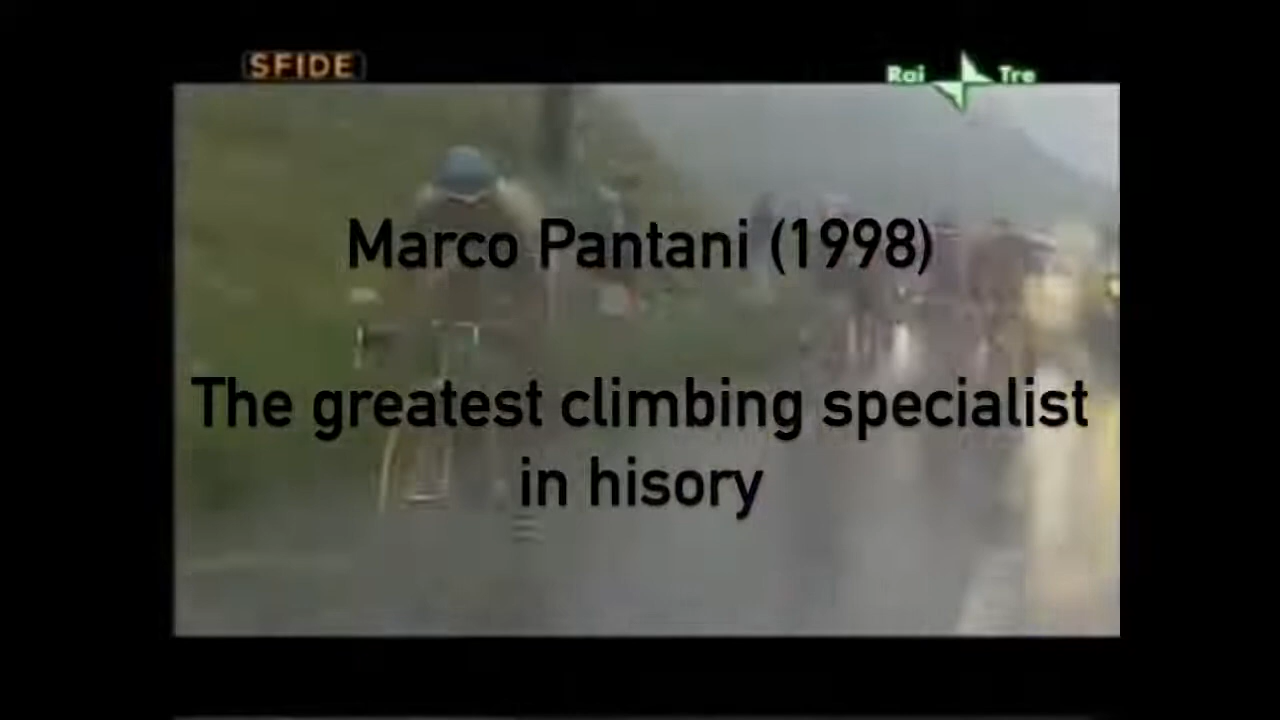 SFIDE
Rai Tre
Marco Pantani (1998)
The greatest climbing specialist
in hisory